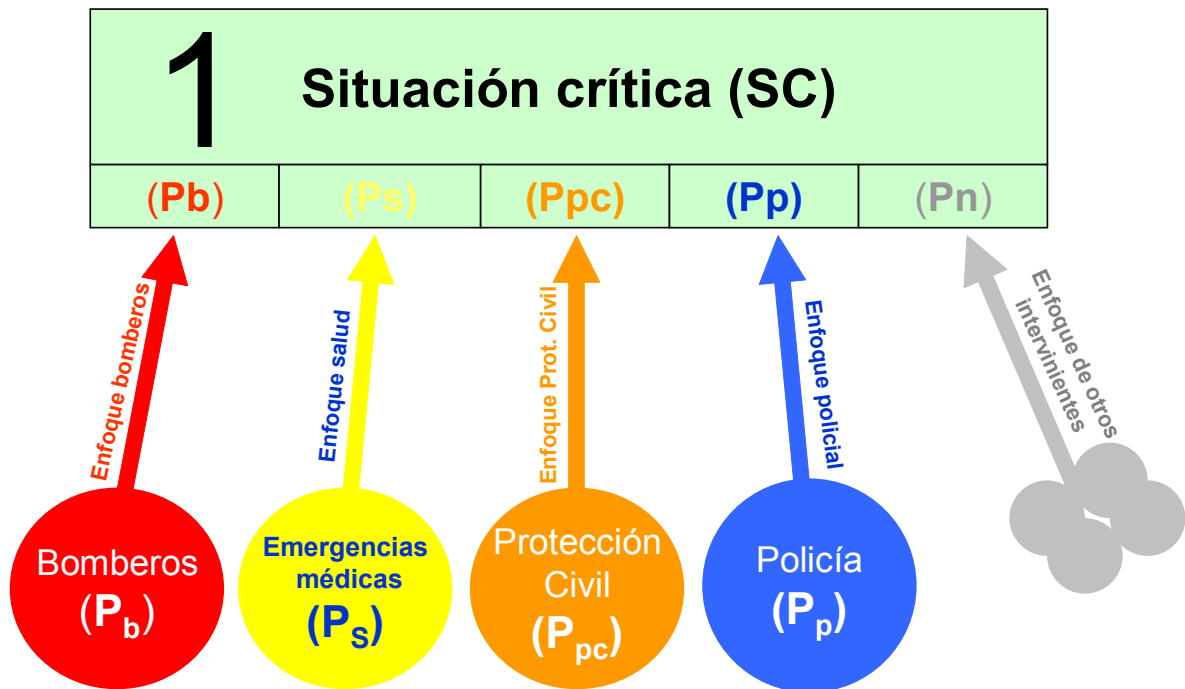 1 Situación crítica (SC)
(Pb) (Ps) (Ppc) (Pp) (Pn)
Enfoque bomberos
Enfoque salud
Enfoque Prot. Civil
Enfoque policial
Enfoque de otros
intervinientes
Bomberos
(Pb)
Emergencias
médicas
(PS)
Protección
Civil
(Ppc)
Policía
(Pp)